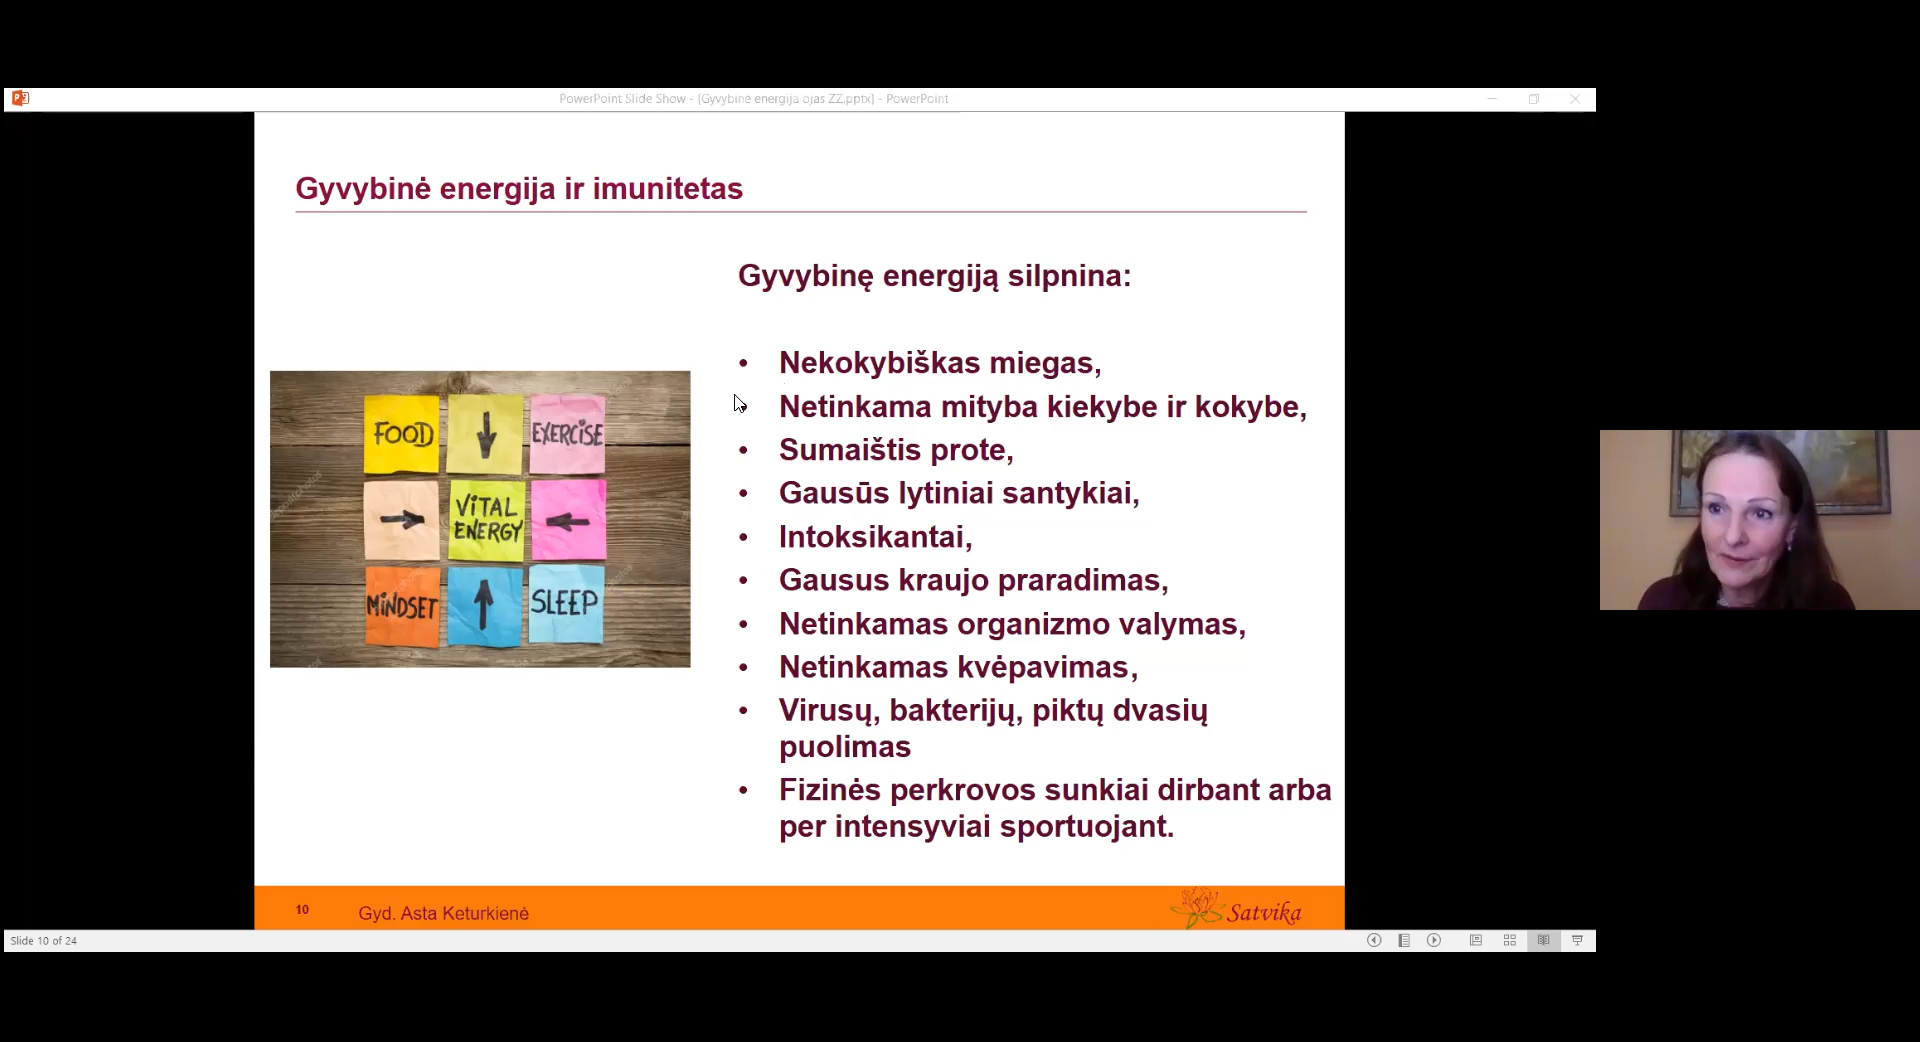 PowerPoint Slide Show - [Gyvybine energija ojas ZZ.pptx] - PowerPoint
Gyvybinė energija ir imunitetas
Gyvybinę energiją silpnina:
• Nekokybiškas miegas,
• Netinkama mityba kiekybe ir kokybe,
• Sumaištis prote,
• Gausūs lytiniai santykiai,
• Intoksikantai,
• Gausus kraujo praradimas,
• Netinkamas organizmo valymas,
• Netinkamas kvėpavimas,
• Virusų, bakterijų, piktų dvasių
puolimas
• Fizinės perkrovos sunkiai dirbant arba
per intensyviai sportuojant.
FOOD
EXERCISE
VITAL
ENERGY
MINDSET
SLEEP
10
Gyd. Asta Keturkienė
Satvika
Slide 10 of 24